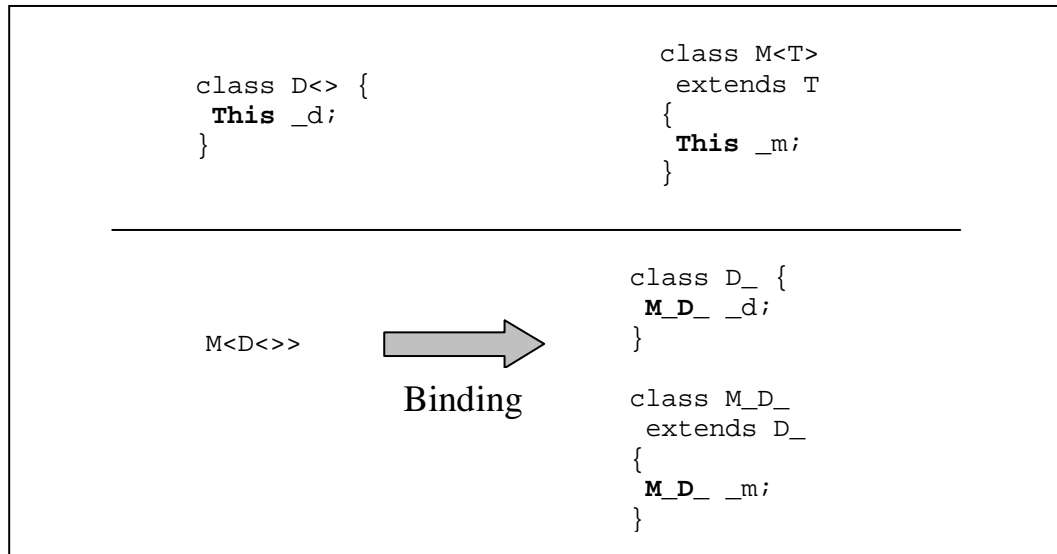 class D<> {
This _d;
}
class M<T>
extends T
{
This _m;
}
M<D<>>
Binding
class D_ {
M_D_ _d;
}
class M_D_
extends D_
{
M_D_ _m;
}